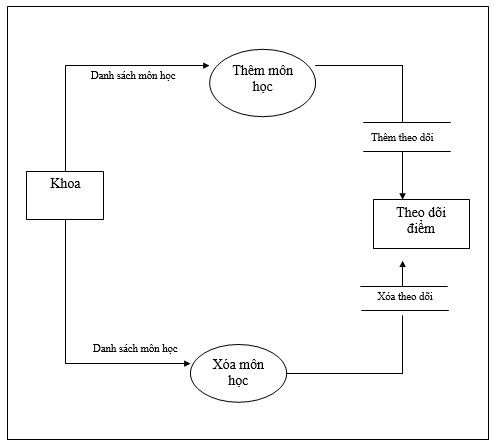 Thêm môn
học
Danh sách môn học
Thêm theo dõi
Khoa
Theo dõi
điểm
Xóa theo dõi
Danh sách môn học
Xóa môn
học